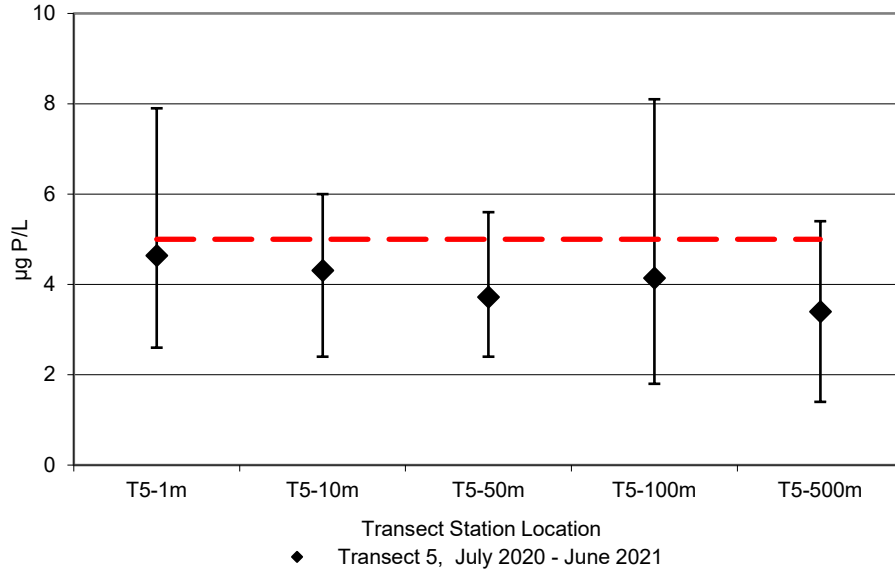 10
8
6
4
2
0
µg P/L
T5-1m T5-10m T5-50m T5-100m T5-500m
Transect Station Location
Transect 5, July 2020 - June 2021